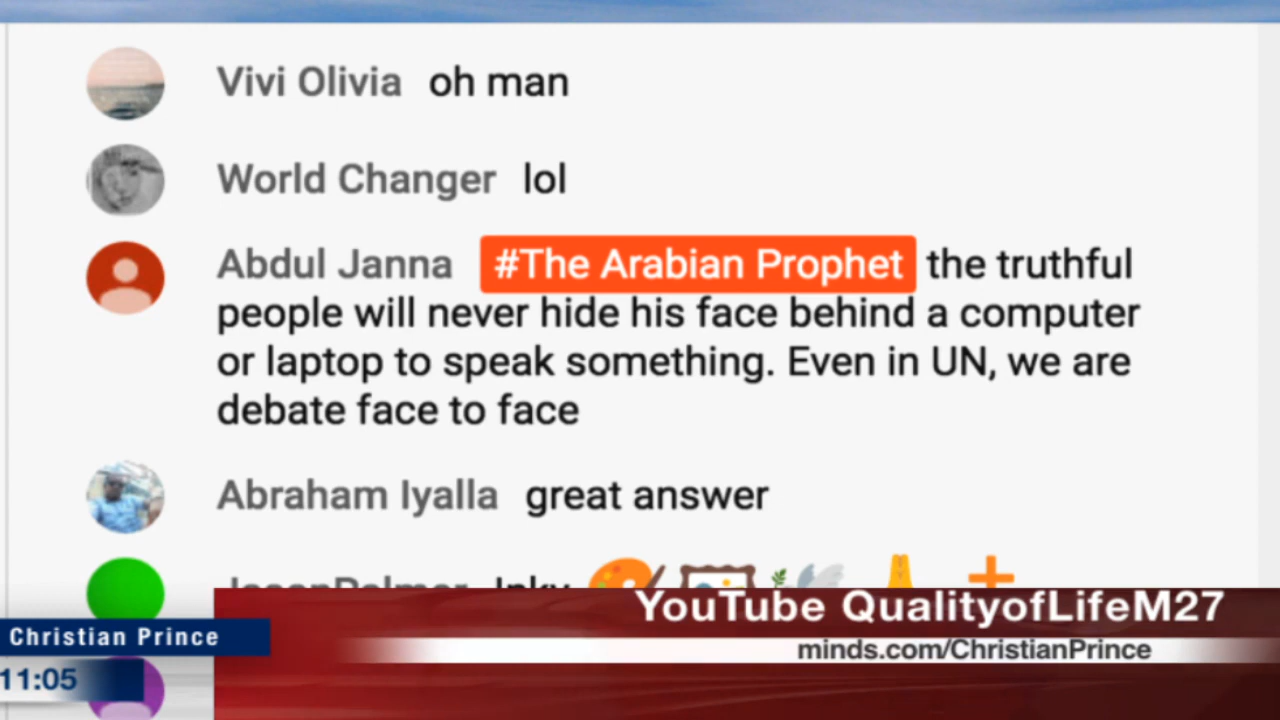 Vivi Olivia oh man
World Changer lol
Abdul Janna #The Arabian Prophet the truthful
people will never hide his face behind a computer
or laptop to speak something. Even in UN, we are
debate face to face
Abraham Iyalla great answer
YouTube QualityofLifeM27
Christian Prince
minds.com/ChristianPrince
11:05